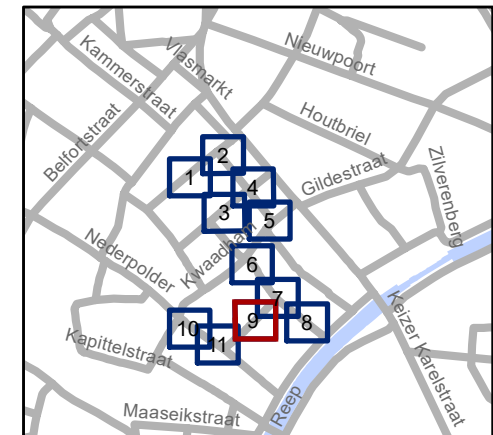 Kammerstraat
Vlasmarkt
Nieuwpoort
Belfortstraat
Houtbriel
Zilverenberg
Gildestraat
2
1
4
3
5
Kwaadham
6
Nederpolder
7
9
8
10
11
Kapittelstraat
Keizer Karelstraat
Reep
Maaseikstraat